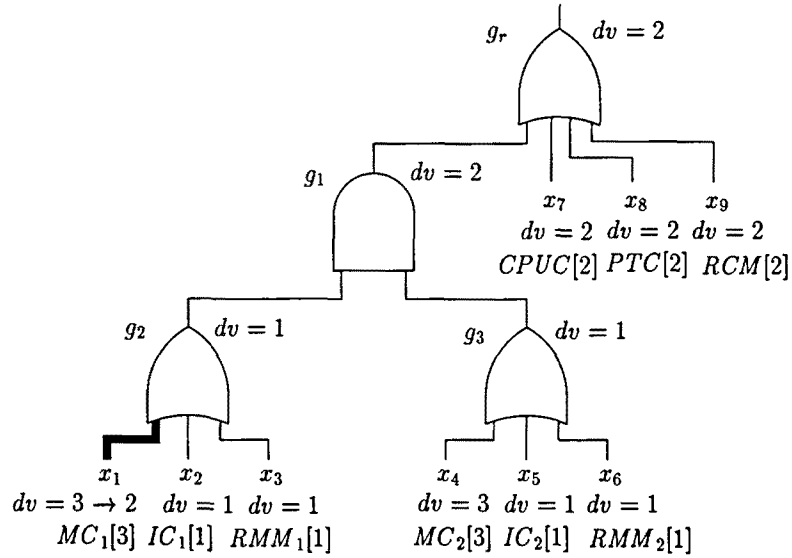 g_r dv = 2
g_1 dv = 2
x_7 x_8 x_9
dv = 2 dv = 2 dv = 2
CPUC[2] PTC[2] RCM[2]
g_2 dv = 1 g_3 dv = 1
x_1 x_2 x_3 x_4 x_5 x_6
dv = 3 → 2 dv = 1 dv = 1 dv = 3 dv = 1 dv = 1
MC_1[3] IC_1[1] RMM_1[1] MC_2[3] IC_2[1] RMM_2[1]